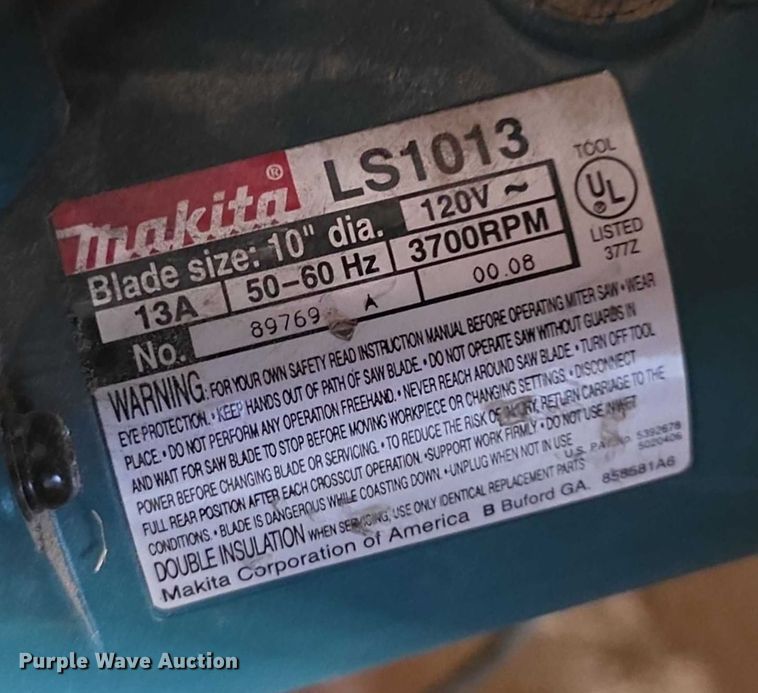 makita® LS1013
Blade size: 10" dia. 120V ~
13A 50-60 Hz 3700RPM
No. 89769 A 00.08
TOOL
UL ®
LISTED
377Z
WARNING: FOR YOUR OWN SAFETY READ INSTRUCTION MANUAL BEFORE OPERATING MITER SAW • WEAR
EYE PROTECTION. • KEEP HANDS OUT OF PATH OF SAW BLADE. • DO NOT OPERATE SAW WITHOUT GUARDS IN
PLACE. • DO NOT PERFORM ANY OPERATION FREEHAND. • NEVER REACH AROUND SAW BLADE. • TURN OFF TOOL
AND WAIT FOR SAW BLADE TO STOP BEFORE MOVING WORKPIECE OR CHANGING SETTINGS. • DISCONNECT
POWER BEFORE CHANGING BLADE OR SERVICING. • TO REDUCE THE RISK OF RETURN CARRIAGE TO THE
FULL REAR POSITION AFTER EACH CROSSCUT OPERATION. • SUPPORT WORK FIRMLY • DO NOT USE IN WET
CONDITIONS. • BLADE IS DANGEROUS WHILE COASTING DOWN. • UNPLUG WHEN NOT IN USE
U.S. PAT. NO. 5392678
5020406
DOUBLE INSULATION WHEN SERVICING, USE ONLY IDENTICAL REPLACEMENT PARTS
Makita Corporation of America B Buford GA. 858581A6
Purple Wave Auction